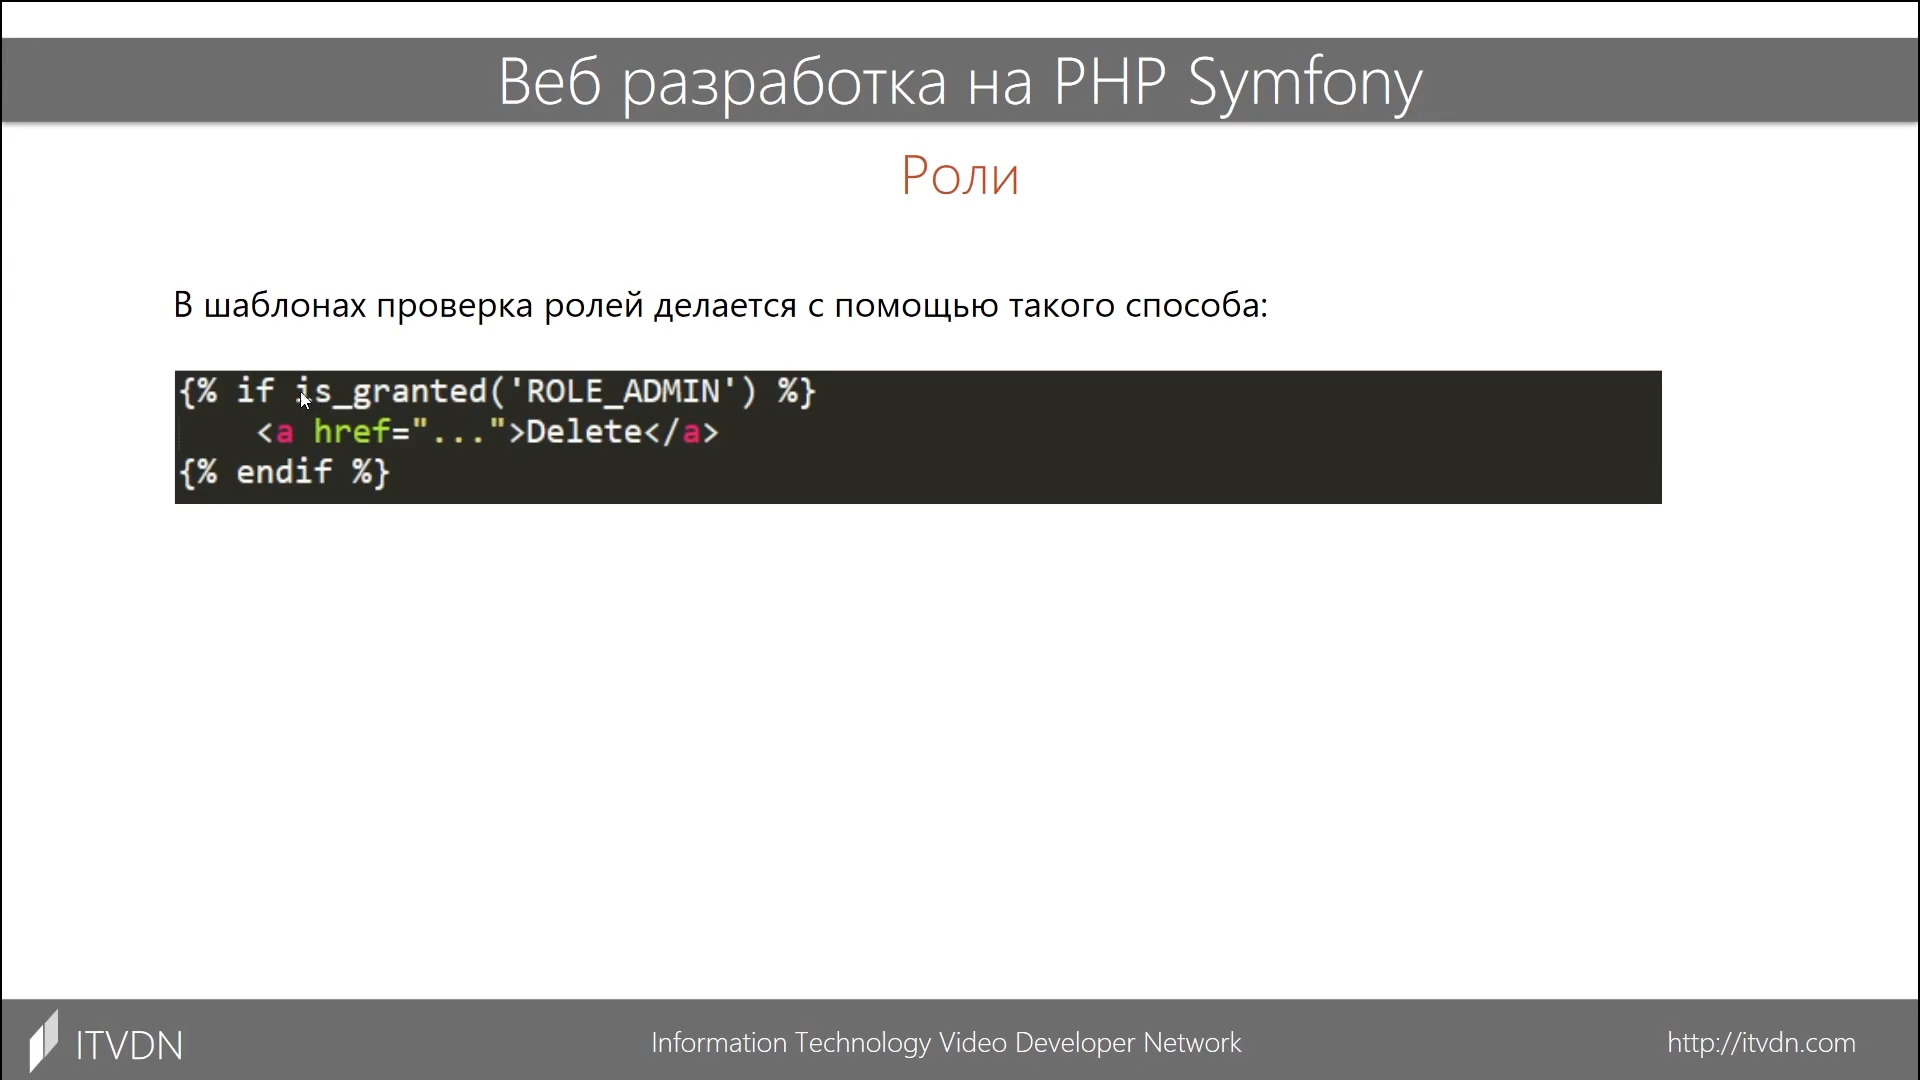 Веб разработка на PHP Symfony
Роли
В шаблонах проверка ролей делается с помощью такого способа:
{% if is_granted('ROLE_ADMIN') %}
    <a href="...">Delete</a>
{% endif %}
ITVDN
Information Technology Video Developer Network
http://itvdn.com